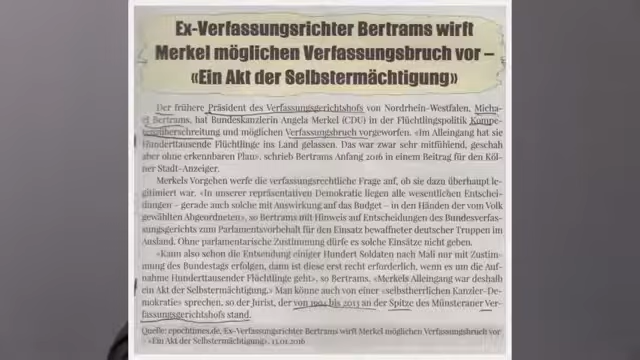 Ex-Verfassungsrichter Bertrams wirft
Merkel möglichen Verfassungsbruch vor –
«Ein Akt der Selbstermächtigung»
Der frühere Präsident des Verfassungsgerichtshofs von Nordrhein-Westfalen, Micha-
el Bertrams, hat Bundeskanzlerin Angela Merkel (CDU) in der Flüchtlingspolitik Kompe-
tenzüberschreitung und möglichen Verfassungsbruch vorgeworfen. «Im Alleingang hat sie
Hunderttausende Flüchtlinge ins Land gelassen. Das war zwar sehr mitfühlend, geschah
aber ohne erkennbaren Plan», schrieb Bertrams Anfang 2016 in einem Beitrag für den Köl-
ner Stadt-Anzeiger.
Merkels Vorgehen werfe die verfassungsrechtliche Frage auf, ob sie dazu überhaupt le-
gitimiert war. «In unserer repräsentativen Demokratie liegen alle wesentlichen Entschei-
dungen – gerade auch solche mit Auswirkung auf das Budget – in den Händen der vom Volk
gewählten Abgeordneten», so Bertrams mit Hinweis auf Entscheidungen des Bundesverfas-
sungsgerichts zum Parlamentsvorbehalt für den Einsatz bewaffneter deutscher Truppen im
Ausland. Ohne parlamentarische Zustimmung dürfe es solche Einsätze nicht geben.
«Kann also schon die Entsendung einiger Hundert Soldaten nach Mali nur mit Zustim-
mung des Bundestags erfolgen, dann ist diese erst recht erforderlich, wenn es um die Auf-
nahme Hunderttausender Flüchtlinge geht», so Bertrams. «Merkels Alleingang war deshalb
ein Akt der Selbstermächtigung.» Man könne auch von einer «selbstherrlichen Kanzler-De-
mokratie» sprechen, so der Jurist, der von 1994 bis 2013 an der Spitze des Münsteraner Ver-
fassungsgerichtshofs stand.
Quelle: epochtimes.de, Ex-Verfassungsrichter Bertrams wirft Merkel möglichen Verfassungsbruch vor
– «Ein Akt der Selbstermächtigung», 13.01.2016